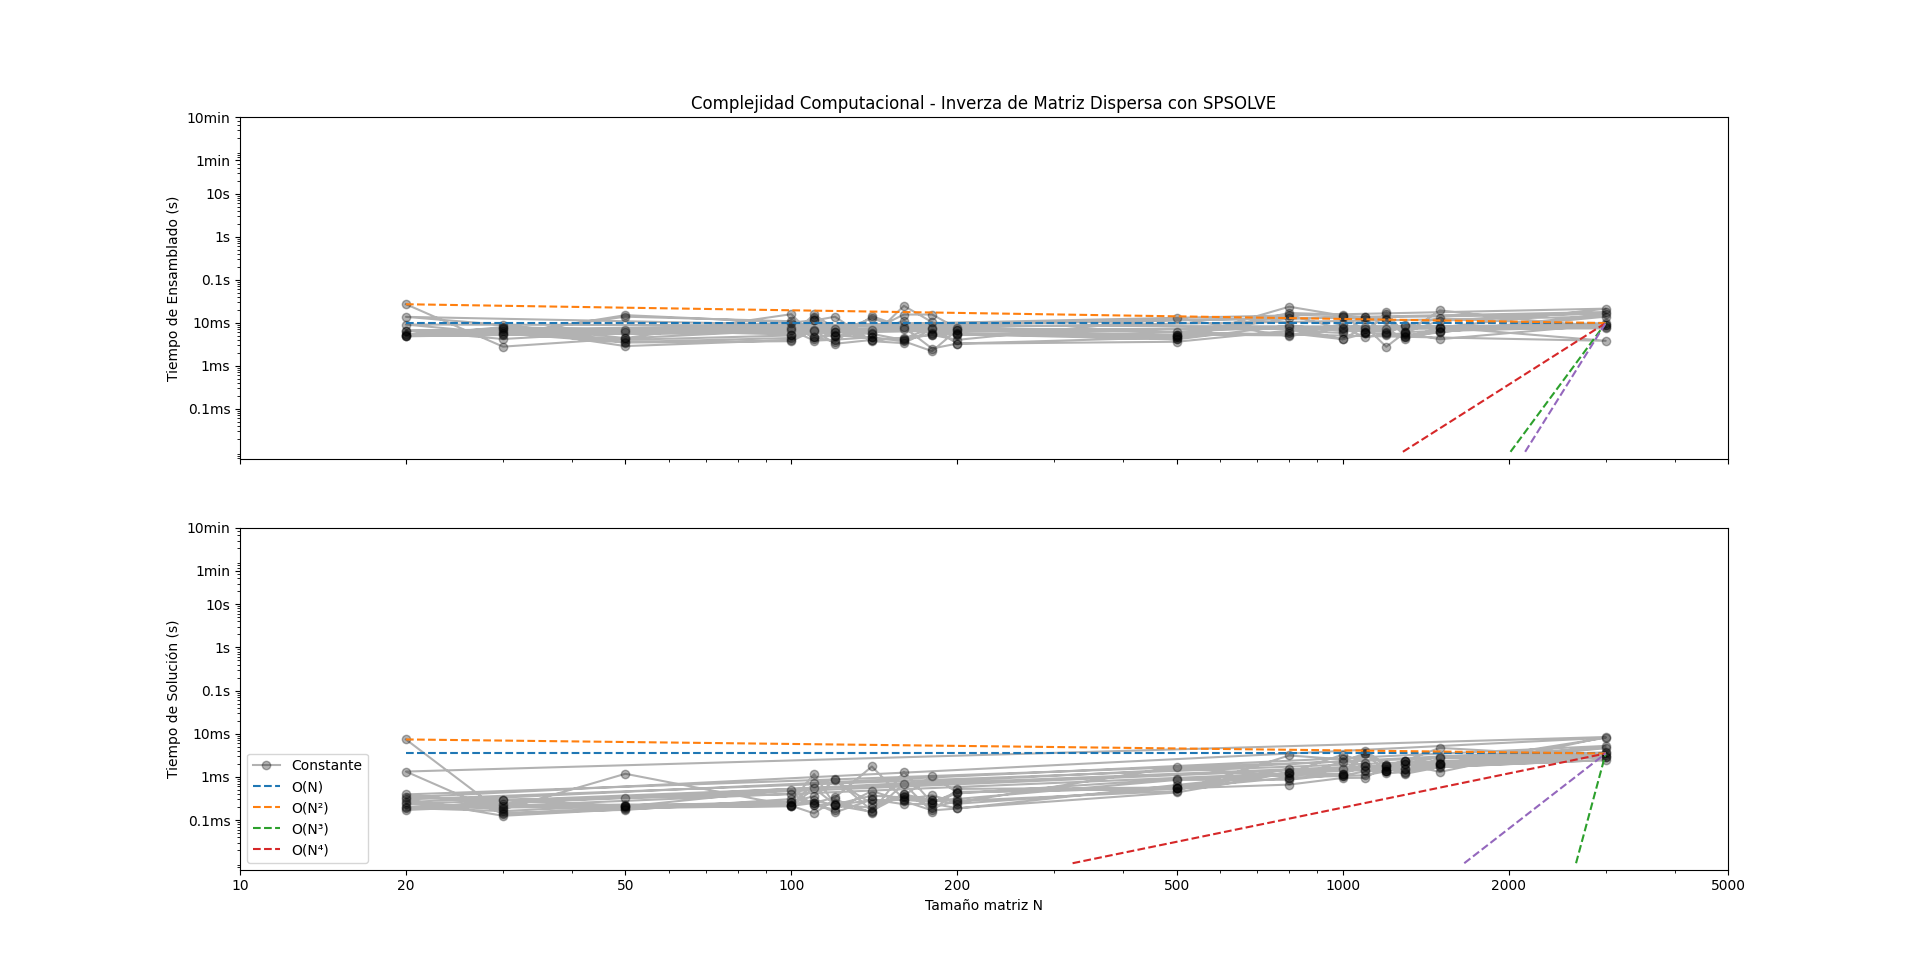 Complejidad Computacional - Inverza de Matriz Dispersa con SPSOLVE
Tiempo de Ensamblado (s)
10min
1min
10s
1s
0.1s
10ms
1ms
0.1ms
Tiempo de Solución (s)
10min
1min
10s
1s
0.1s
10ms
1ms
0.1ms
Constante
O(N)
O(N²)
O(N³)
O(N⁴)
10 20 50 100 200 500 1000 2000 5000
Tamaño matriz N